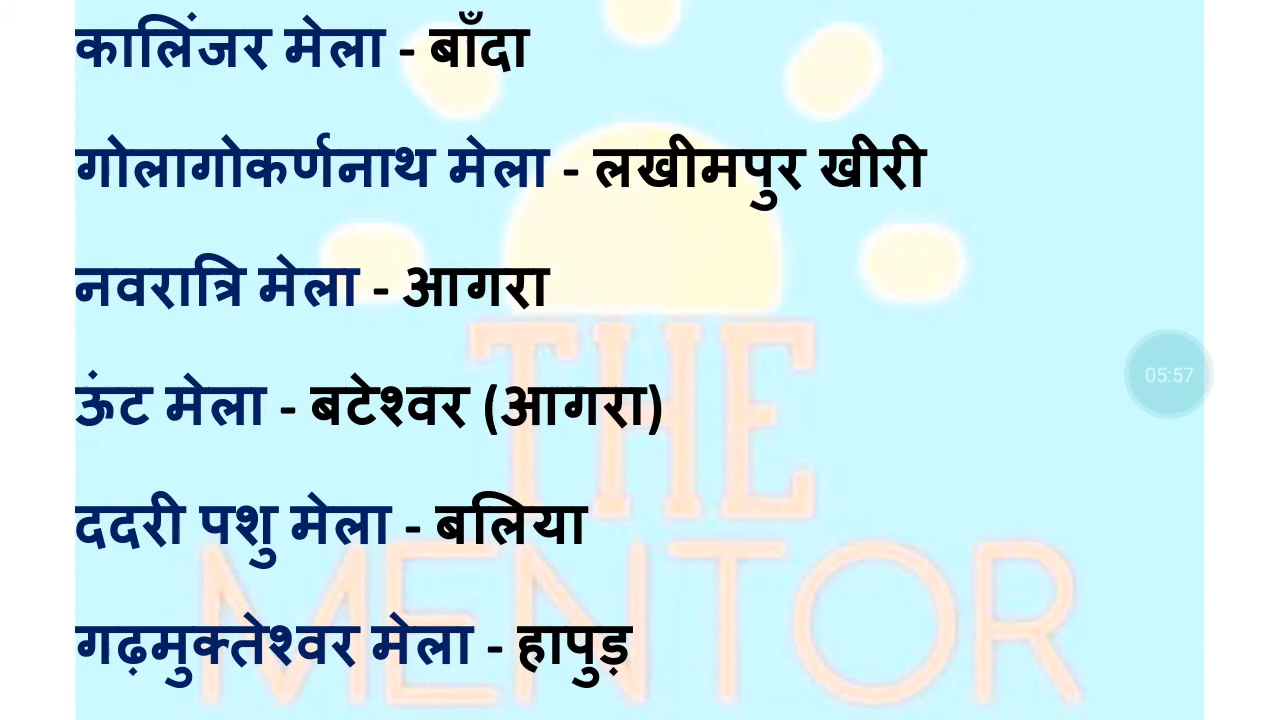 कालिंजर मेला - बाँदा
गोलागोकर्णनाथ मेला - लखीमपुर खीरी
नवरात्रि मेला - आगरा
ऊंट मेला - बटेश्वर (आगरा)
05:57
ददरी पशु मेला - बलिया
गढ़मुक्तेश्वर मेला - हापुड़
THE
MENTOR